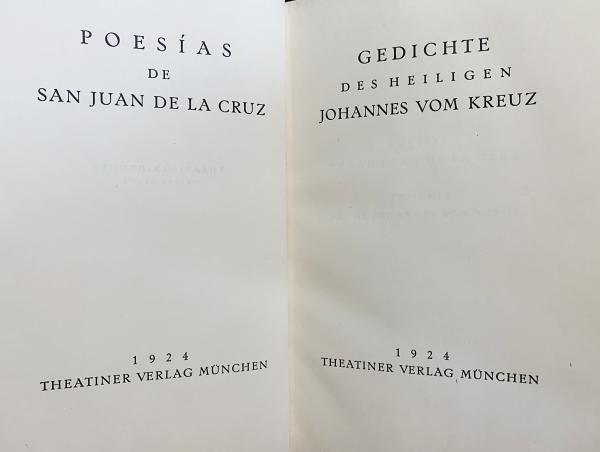 POESÍAS
DE
SAN JUAN DE LA CRUZ
1924
THEATINER VERLAG MÜNCHEN
GEDICHTE
DES HEILIGEN
JOHANNES VOM KREUZ
1924
THEATINER VERLAG MÜNCHEN